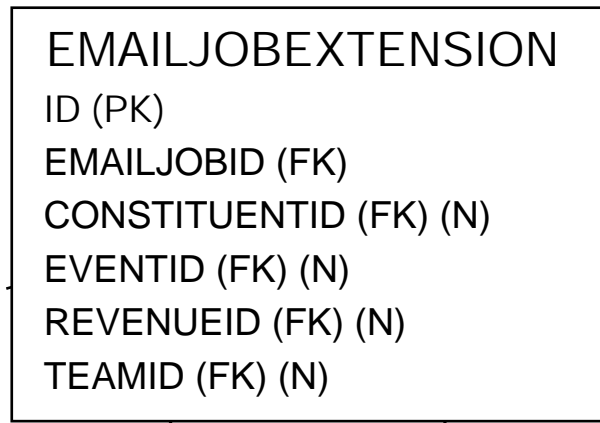 EMAILJOBEXTENSION
ID (PK)
EMAILJOBID (FK)
CONSTITUENTID (FK) (N)
EVENTID (FK) (N)
REVENUEID (FK) (N)
TEAMID (FK) (N)